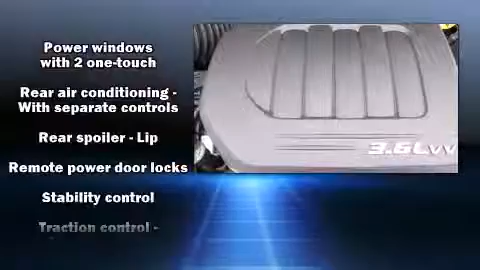 Power windows
with 2 one-touch
Rear air conditioning -
With separate controls
Rear spoiler - Lip
Remote power door locks
Stability control
Traction control -
3.6L VV